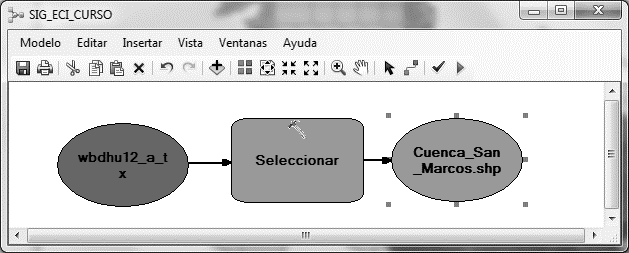 SIG_ECI_CURSO
Modelo Editar Insertar Vista Ventanas Ayuda
wbdhu12_a_t
x
Seleccionar
Cuenca_San
_Marcos.shp